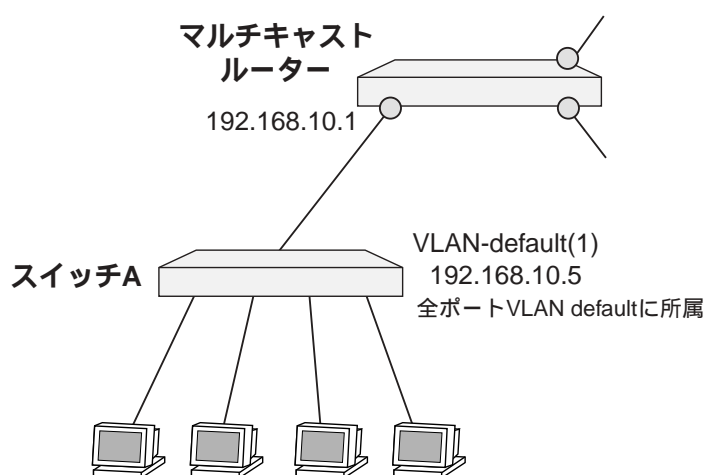 マルチキャスト
ルーター
192.168.10.1
VLAN-default(1)
192.168.10.5
全ポートVLAN defaultに所属
スイッチA